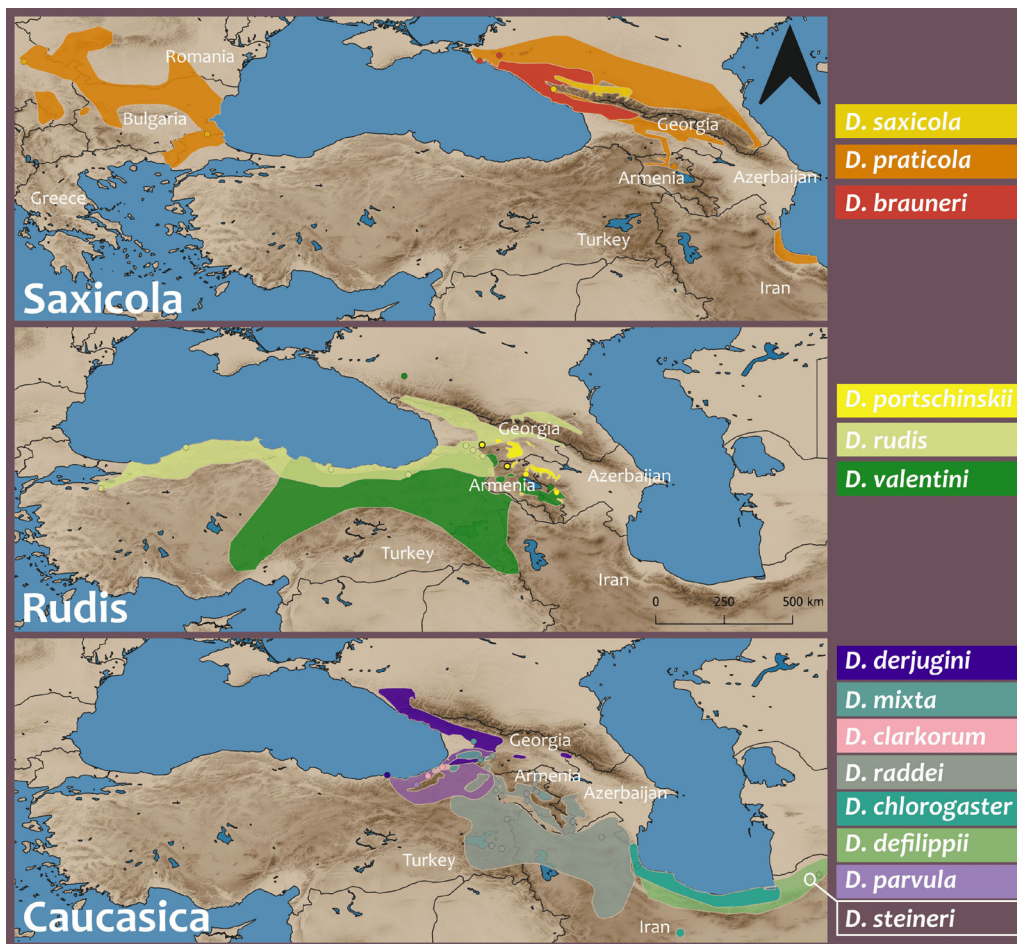 Romania
Bulgaria
Greece
Georgia
Armenia
Azerbaijan
Turkey
Iran
Saxicola
D. saxicola
D. praticola
D. brauneri
Georgia
Azerbaijan
Armenia
Turkey
Iran
0 250 500 km
Rudis
D. portschinskii
D. rudis
D. valentini
Georgia
Armenia
Azerbaijan
Turkey
Iran
Caucasica
D. derjugini
D. mixta
D. clarkorum
D. raddei
D. chlorogaster
D. defilippii
D. parvula
D. steineri